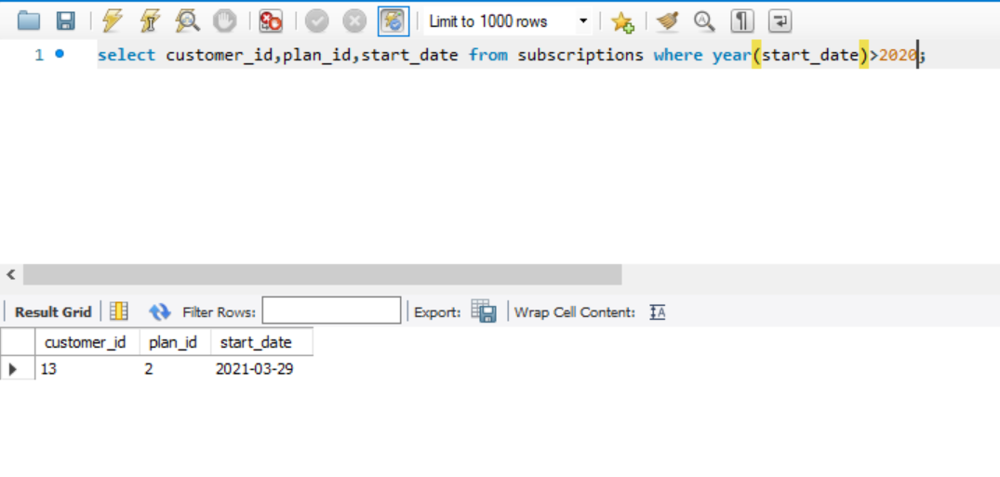 Limit to 1000 rows
1 select customer_id,plan_id,start_date from subscriptions where year(start_date)>2020;
Result Grid Filter Rows: Export: Wrap Cell Content: IA
customer_id plan_id start_date
13 2 2021-03-29